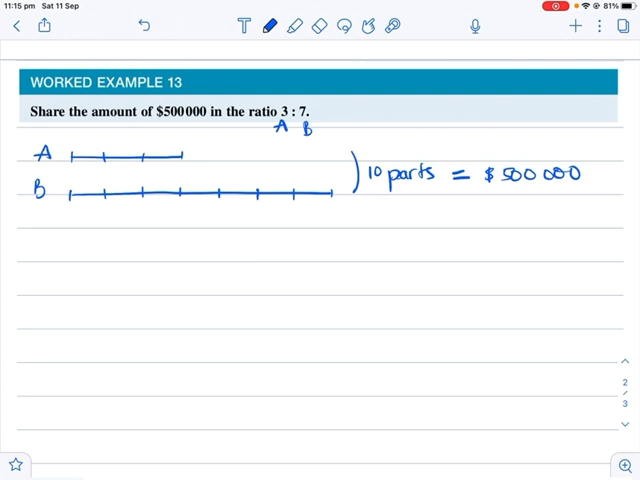 11:15 pm Sat 11 Sep 81%
T
WORKED EXAMPLE 13
Share the amount of $500 000 in the ratio 3 : 7.
A B
A
B
10 parts = $ 500 000
2
3